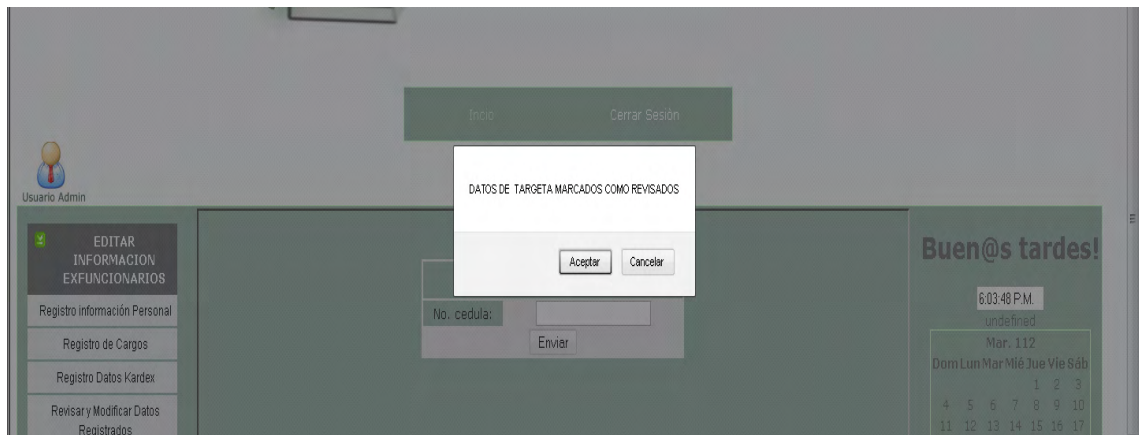 Inicio
Cerrar Sesión
Usuario Admin
DATOS DE TARGETA MARCADOS COMO REVISADOS
Aceptar
Cancelar
EDITAR
INFORMACION
EXFUNCIONARIOS
Registro información Personal
Registro de Cargos
Registro Datos Kardex
Revisar y Modificar Datos
Registrados
No. cedula:
Enviar
Buen@s tardes!
6:03:48 P.M.
undefined
Mar. 112
Dom Lun Mar Mié Jue Vie Sáb
1 2 3
4 5 6 7 8 9 10
11 12 13 14 15 16 17